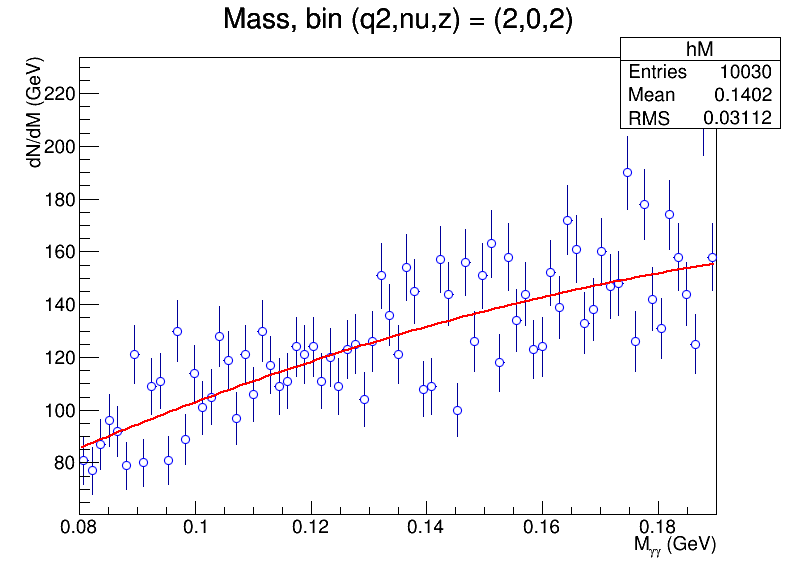 Mass, bin (q2,nu,z) = (2,0,2)
hM
Entries 10030
Mean 0.1402
RMS 0.03112
dN/dM (GeV)
220
200
180
160
140
120
100
80
0.08 0.1 0.12 0.14 0.16 0.18
Mγγ (GeV)